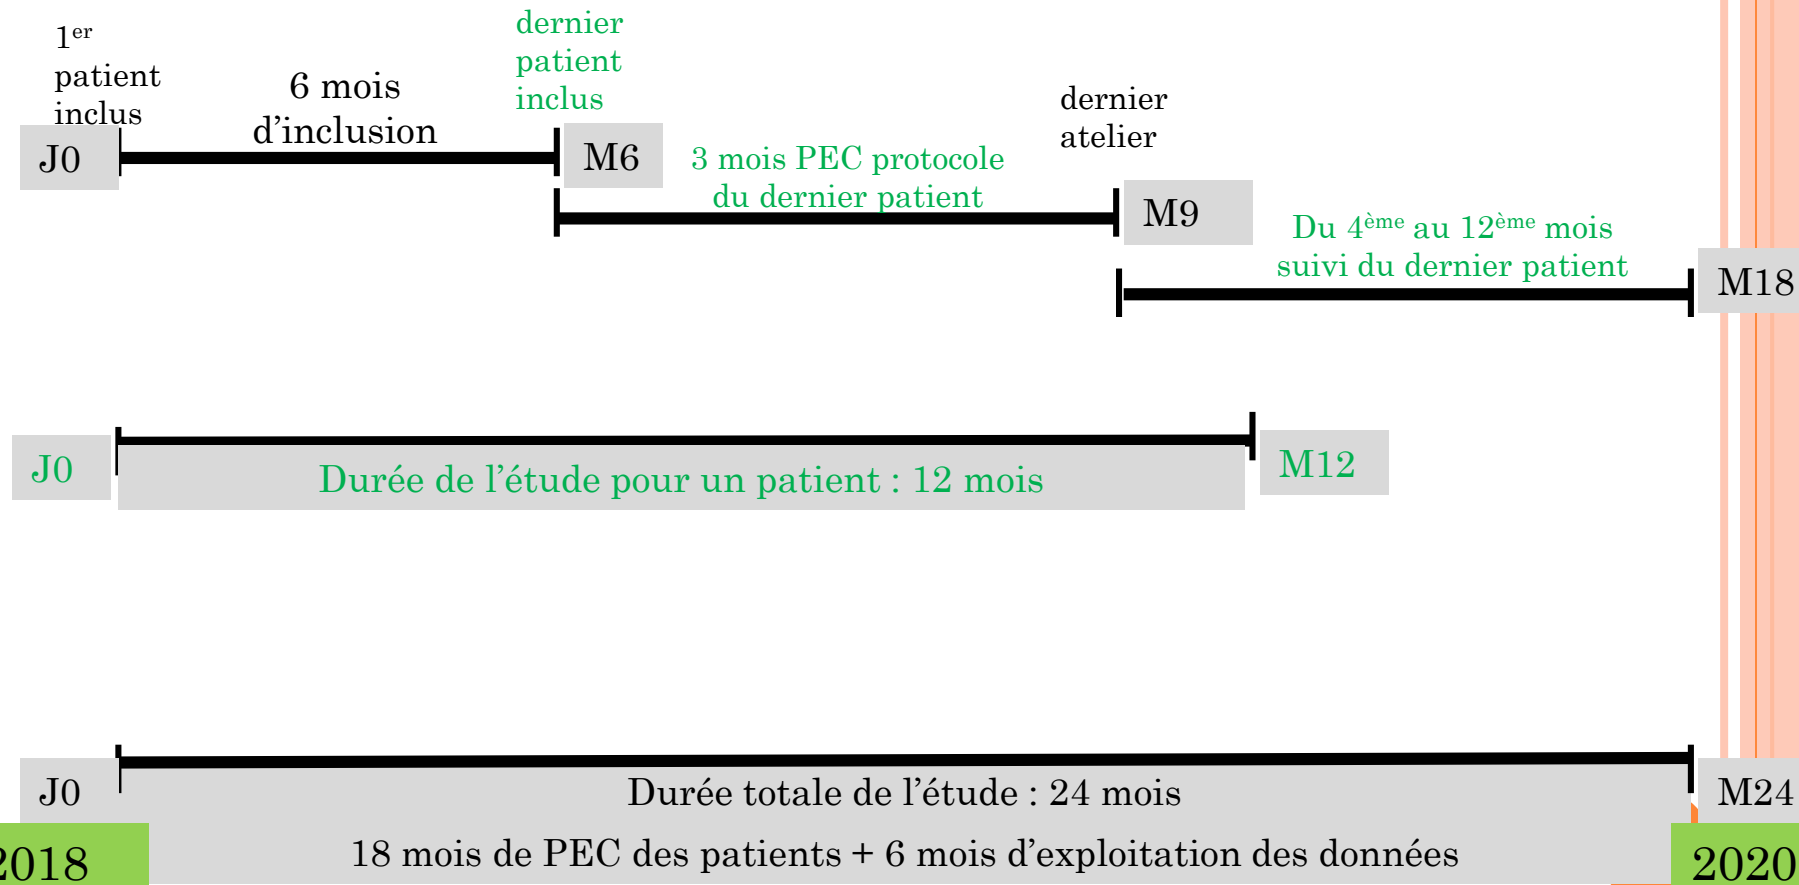 1er
patient
inclus
6 mois
d’inclusion
dernier
patient
inclus
J0
M6
3 mois PEC protocole
du dernier patient
dernier
atelier
M9
Du 4ème au 12ème mois
suivi du dernier patient
M18
J0
Durée de l’étude pour un patient : 12 mois
M12
J0
Durée totale de l’étude : 24 mois
M24
2018
18 mois de PEC des patients + 6 mois d’exploitation des données
2020